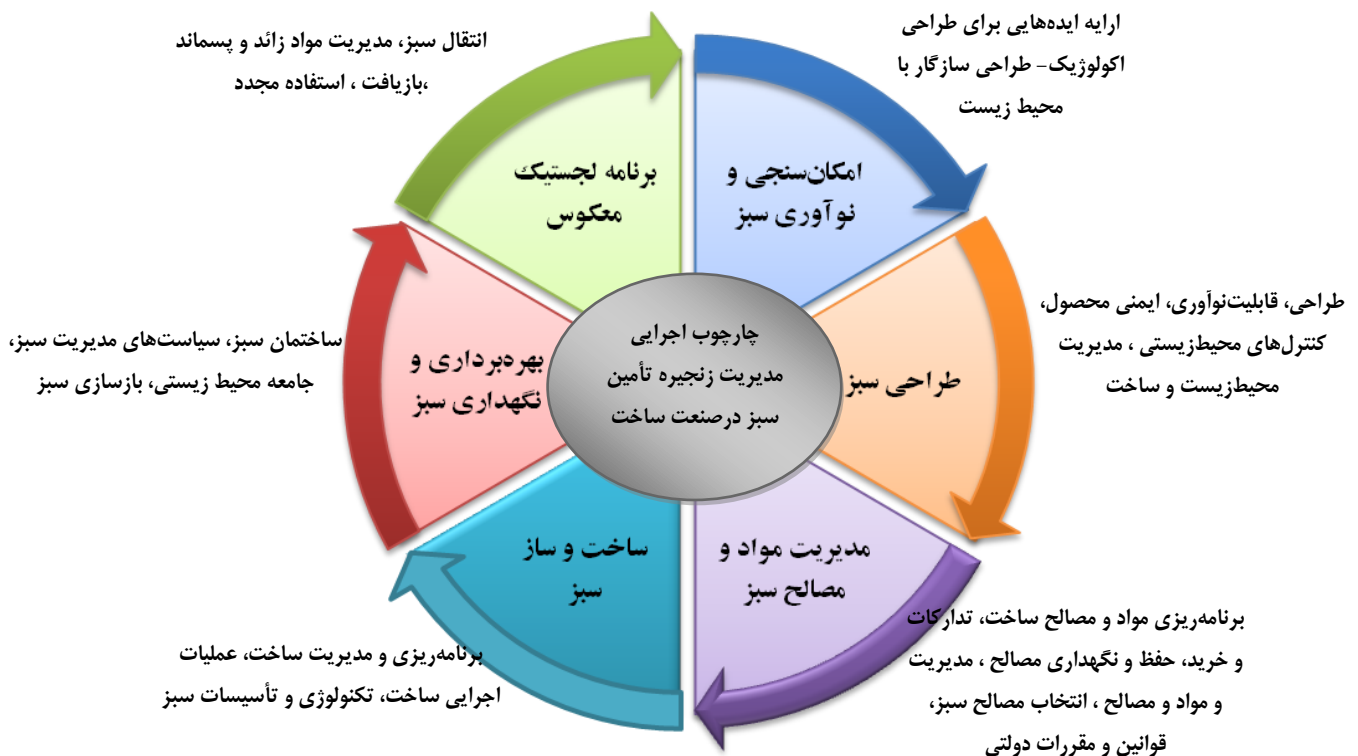 ارایه ایده‌هایی برای طراحی
اکولوژیک- طراحی سازگار با
محیط زیست
امکان‌سنجی و
نوآوری سبز
طراحی، قابلیت‌نوآوری، ایمنی محصول،
کنترل‌های محیط‌زیستی ، مدیریت
محیط‌زیست و ساخت
طراحی سبز
برنامه‌ریزی مواد و مصالح ساخت، تدارکات
و خرید، حفظ و نگهداری مصالح ، مدیریت
و مواد و مصالح ، انتخاب مصالح سبز،
قوانین و مقررات دولتی
مدیریت مواد و
مصالح سبز
برنامه‌ریزی و مدیریت ساخت، عملیات
اجرایی ساخت، تکنولوژی و تأسیسات سبز
ساخت و ساز
سبز
ساختمان سبز، سیاست‌های مدیریت سبز،
جامعه محیط زیستی، بازسازی سبز
بهره‌برداری و
نگهداری سبز
انتقال سبز، مدیریت مواد زائد و پسماند
،بازیافت ، استفاده مجدد
برنامه لجستیک
معکوس
چارچوب اجرایی
مدیریت زنجیره تأمین
سبز درصنعت ساخت